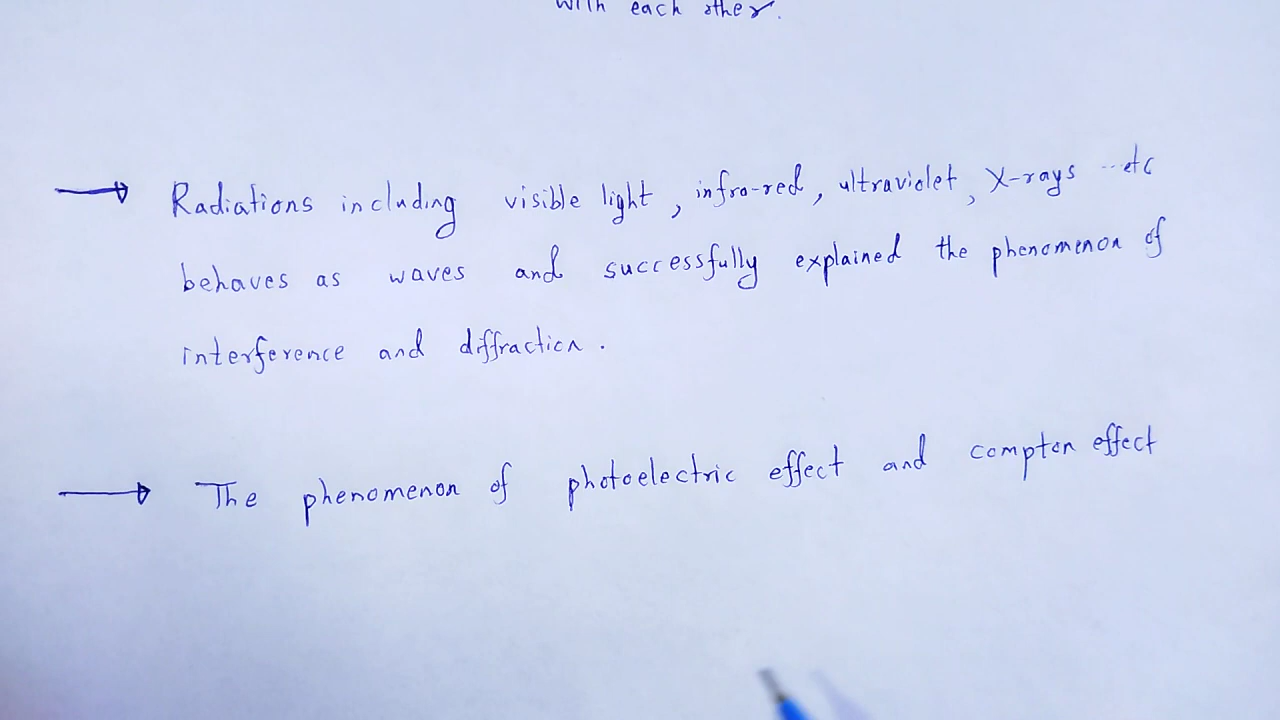 with each other.
Radiations including visible light, infra-red, ultraviolet, X-rays ...etc
behaves as waves and successfully explained the phenomenon of
interference and diffraction.
The phenomenon of photoelectric effect and compton effect